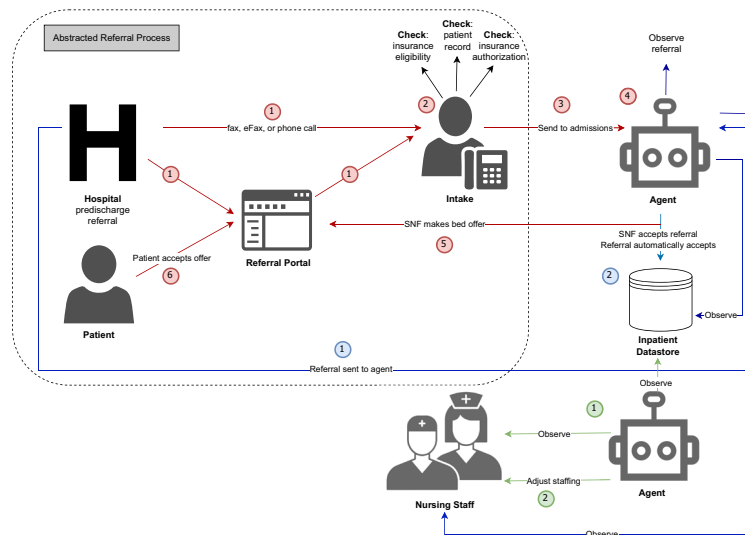 Abstracted Referral Process
Check:
insurance
eligibility
Check:
patient
record
Check:
insurance
authorization
Observe
referral
1
2
3
4
fax, eFax, or phone call
Send to admissions
H
Hospital
predischarge
referral
1
1
Intake
Agent
SNF makes bed offer
5
SNF accepts referral
Referral automatically accepts
Patient accepts offer
6
Referral Portal
2
Patient
Observe
Inpatient
Datastore
1
Referral sent to agent
Observe
1
Observe
Adjust staffing
2
Nursing Staff
Agent
Observe